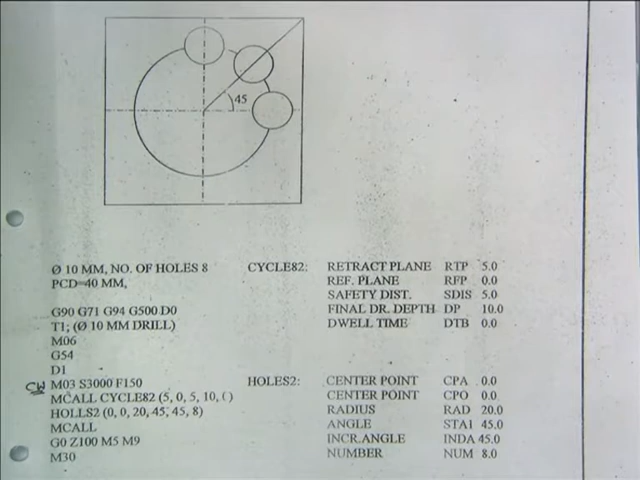 45
Ø 10 MM, NO. OF HOLES 8 CYCLE82: RETRACT PLANE RTP 5.0
PCD=40 MM, REF. PLANE RFP 0.0
SAFETY DIST. SDIS 5.0
G90 G71 G94 G500 D0 FINAL DR. DEPTH DP 10.0
T1; (Ø 10 MM DRILL) DWELL TIME DTB 0.0
M06
G54
D1
CW M03 S3000 F150 HOLES2: CENTER POINT CPA 0.0
MCALL CYCLE82 (5, 0, 5, 10, ( ) CENTER POINT CPO 0.0
HOLLS2 (0, 0, 20, 45, 45, 8) RADIUS RAD 20.0
MCALL ANGLE STA1 45.0
G0 Z100 M5 M9 INCR.ANGLE INDA 45.0
M30 NUMBER NUM 8.0